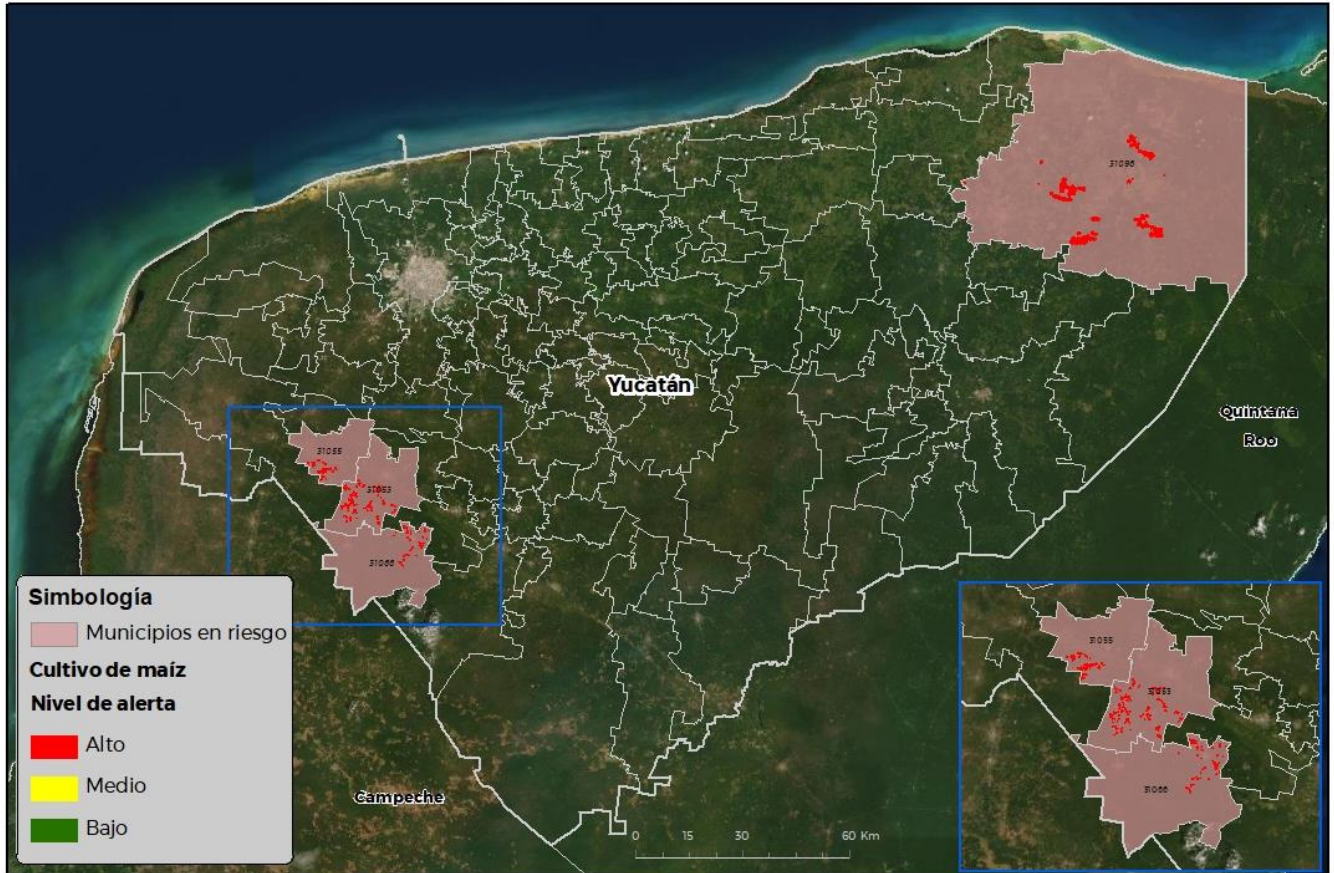 31096
Yucatán
Quintana
Roo
31055
31053
31066
Simbología
Municipios en riesgo
Cultivo de maíz
Nivel de alerta
Alto
Medio
Bajo
Campeche
0 15 30 60 Km
31055
31053
31066